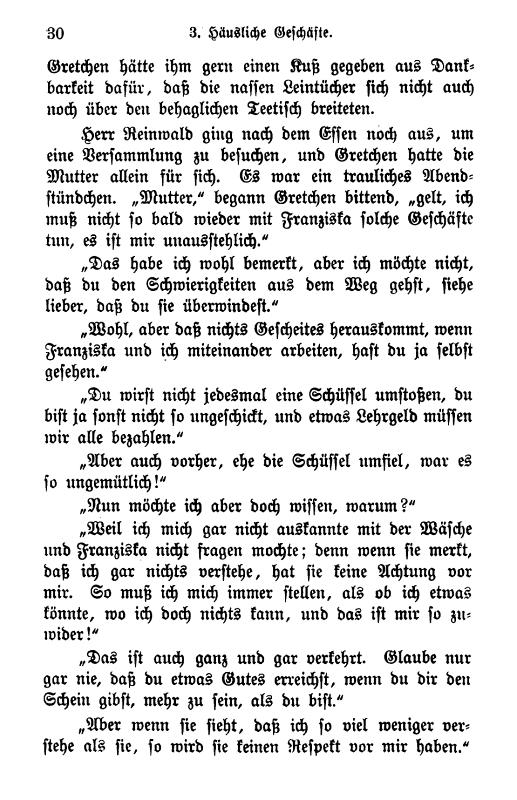 30 3. Häusliche Geschäfte.
Gretchen hätte ihm gern einen Kuß gegeben aus Dank-
barkeit dafür, daß die nassen Leintücher sich nicht auch
noch über den behaglichen Teetisch breiteten.
Herr Reinwald ging nach dem Essen noch aus, um
eine Versammlung zu besuchen, und Gretchen hatte die
Mutter allein für sich. Es war ein trauliches Abend-
stündchen. „Mutter,“ begann Gretchen bittend, „gelt, ich
muß nicht so bald wieder mit Franziska solche Geschäfte
tun, es ist mir unausstehlich.“
„Das habe ich wohl bemerkt, aber ich möchte nicht,
daß du den Schwierigkeiten aus dem Weg gehst, siehe
lieber, daß du sie überwindest.“
„Wohl, aber daß nichts Gescheites herauskommt, wenn
Franziska und ich miteinander arbeiten, hast du ja selbst
gesehen.“
„Du wirst nicht jedesmal eine Schüssel umstoßen, du
bist ja sonst nicht so ungeschickt, und etwas Lehrgeld müssen
wir alle bezahlen.“
„Aber auch vorher, ehe die Schüssel umfiel, war es
so ungemütlich!“
„Nun möchte ich aber doch wissen, warum?“
„Weil ich mich gar nicht auskannte mit der Wäsche
und Franziska nicht fragen mochte; denn wenn sie merkt,
daß ich gar nichts verstehe, hat sie keine Achtung vor
mir. So muß ich mich immer stellen, als ob ich etwas
könnte, wo ich doch nichts kann, und das ist mir so zu-
wider!“
„Das ist auch ganz und gar verkehrt. Glaube nur
gar nie, daß du etwas Gutes erreichst, wenn du dir den
Schein gibst, mehr zu sein, als du bist.“
„Aber wenn sie sieht, daß ich so viel weniger ver-
stehe als sie, so wird sie keinen Respekt vor mir haben.“